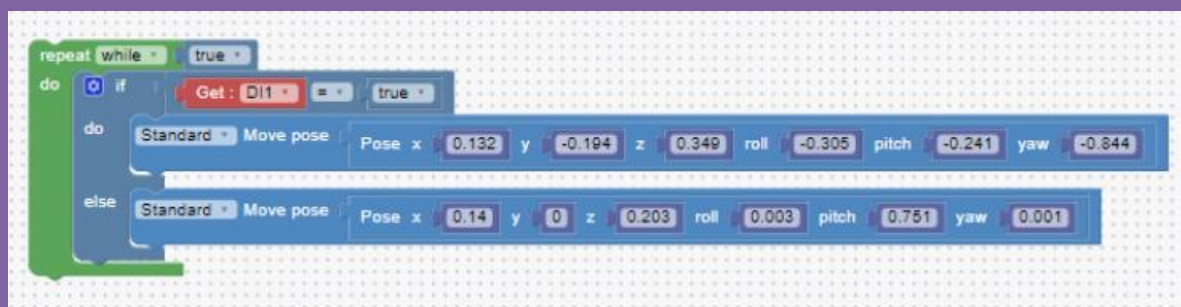 repeat while true
do if Get : DI1 = true
do Standard Move pose Pose x 0.132 y -0.194 z 0.349 roll -0.305 pitch -0.241 yaw -0.844
else Standard Move pose Pose x 0.14 y 0 z 0.203 roll 0.003 pitch 0.751 yaw 0.001